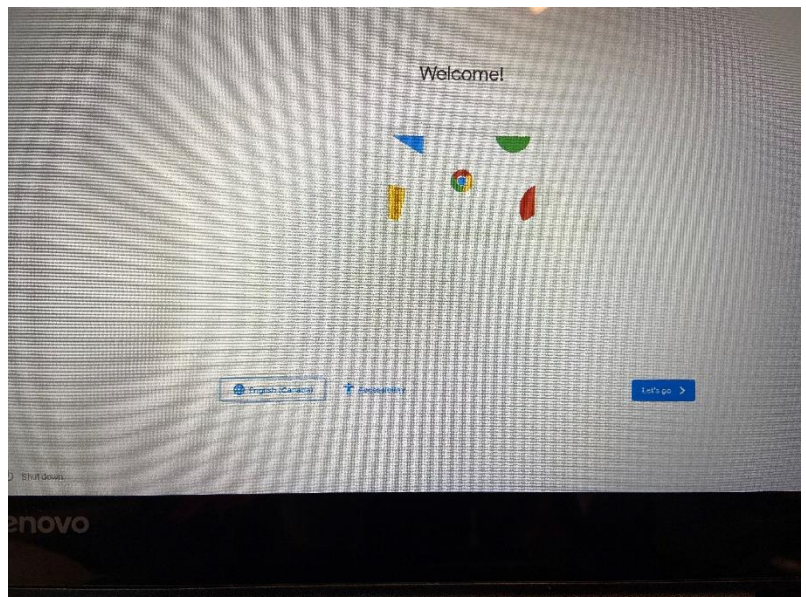 Welcome!
English (Canada)
Accessibility
Let's go
Shut down
enovo